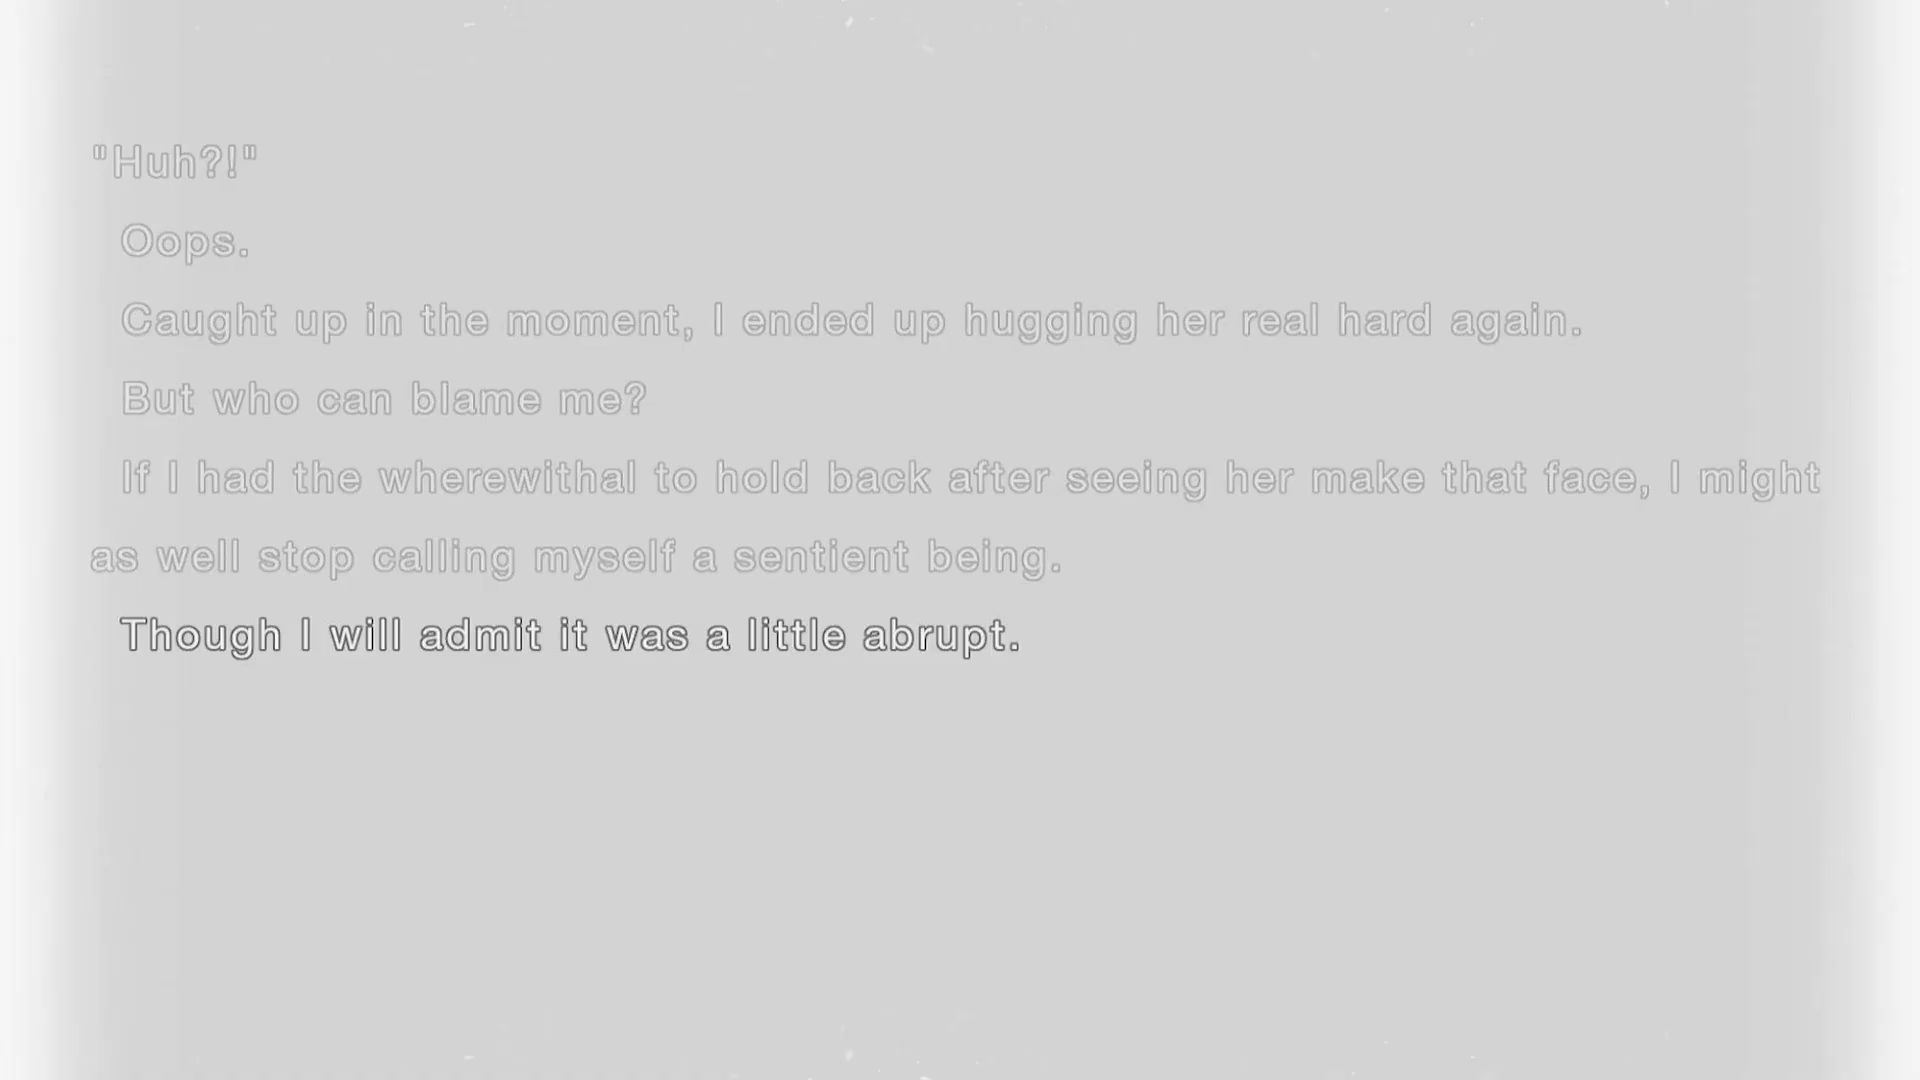 "Huh?!"
Oops.
Caught up in the moment, I ended up hugging her real hard again.
But who can blame me?
If I had the wherewithal to hold back after seeing her make that face, I might
as well stop calling myself a sentient being.
Though I will admit it was a little abrupt.